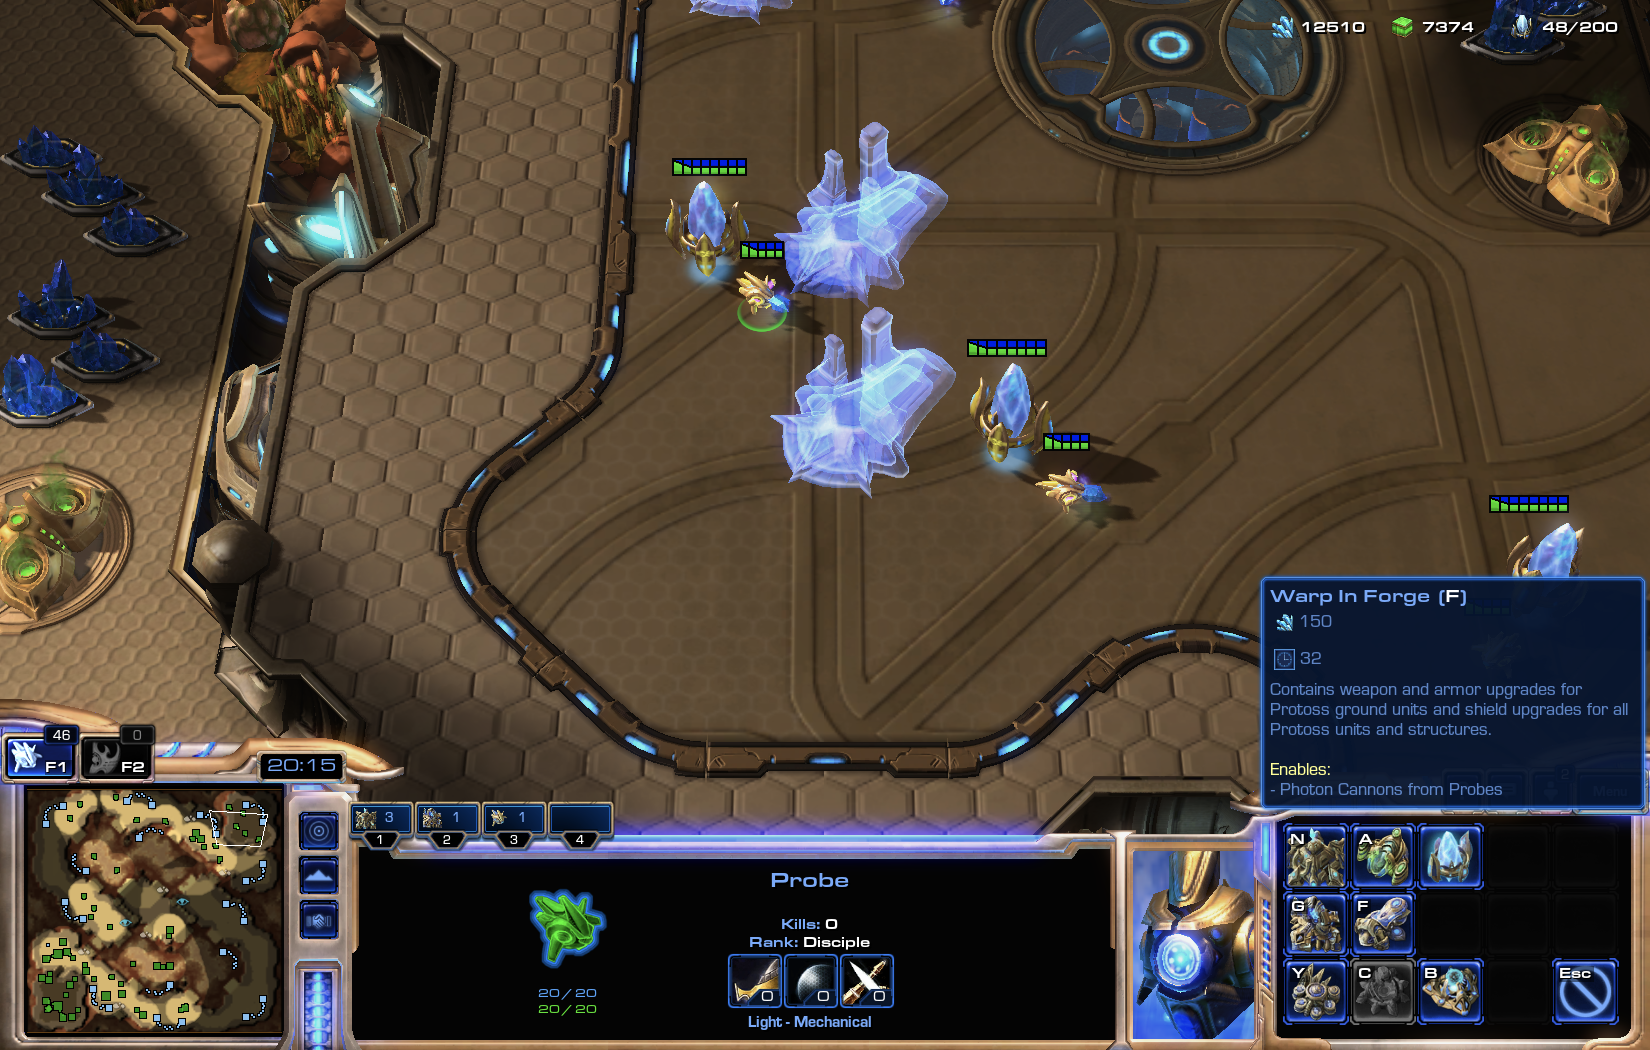 12510 7374 48/200
Warp In Forge (F)
150
32
Contains weapon and armor upgrades for
Protoss ground units and shield upgrades for all
Protoss units and structures.
Enables:
- Photon Cannons from Probes
46 0
F1 F2
20:15
3 1 1
1 2 3 4
Probe
Kills: 0
Rank: Disciple
0 0 0
20/20
20/20
Light - Mechanical
N A
G F
Y C B Esc